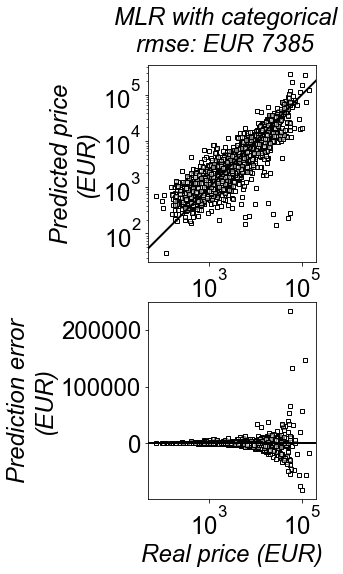 MLR with categorical
rmse: EUR 7385
Predicted price
(EUR)
10^5
10^4
10^3
10^2
10^3
10^5
Prediction error
(EUR)
200000
100000
0
10^3
10^5
Real price (EUR)